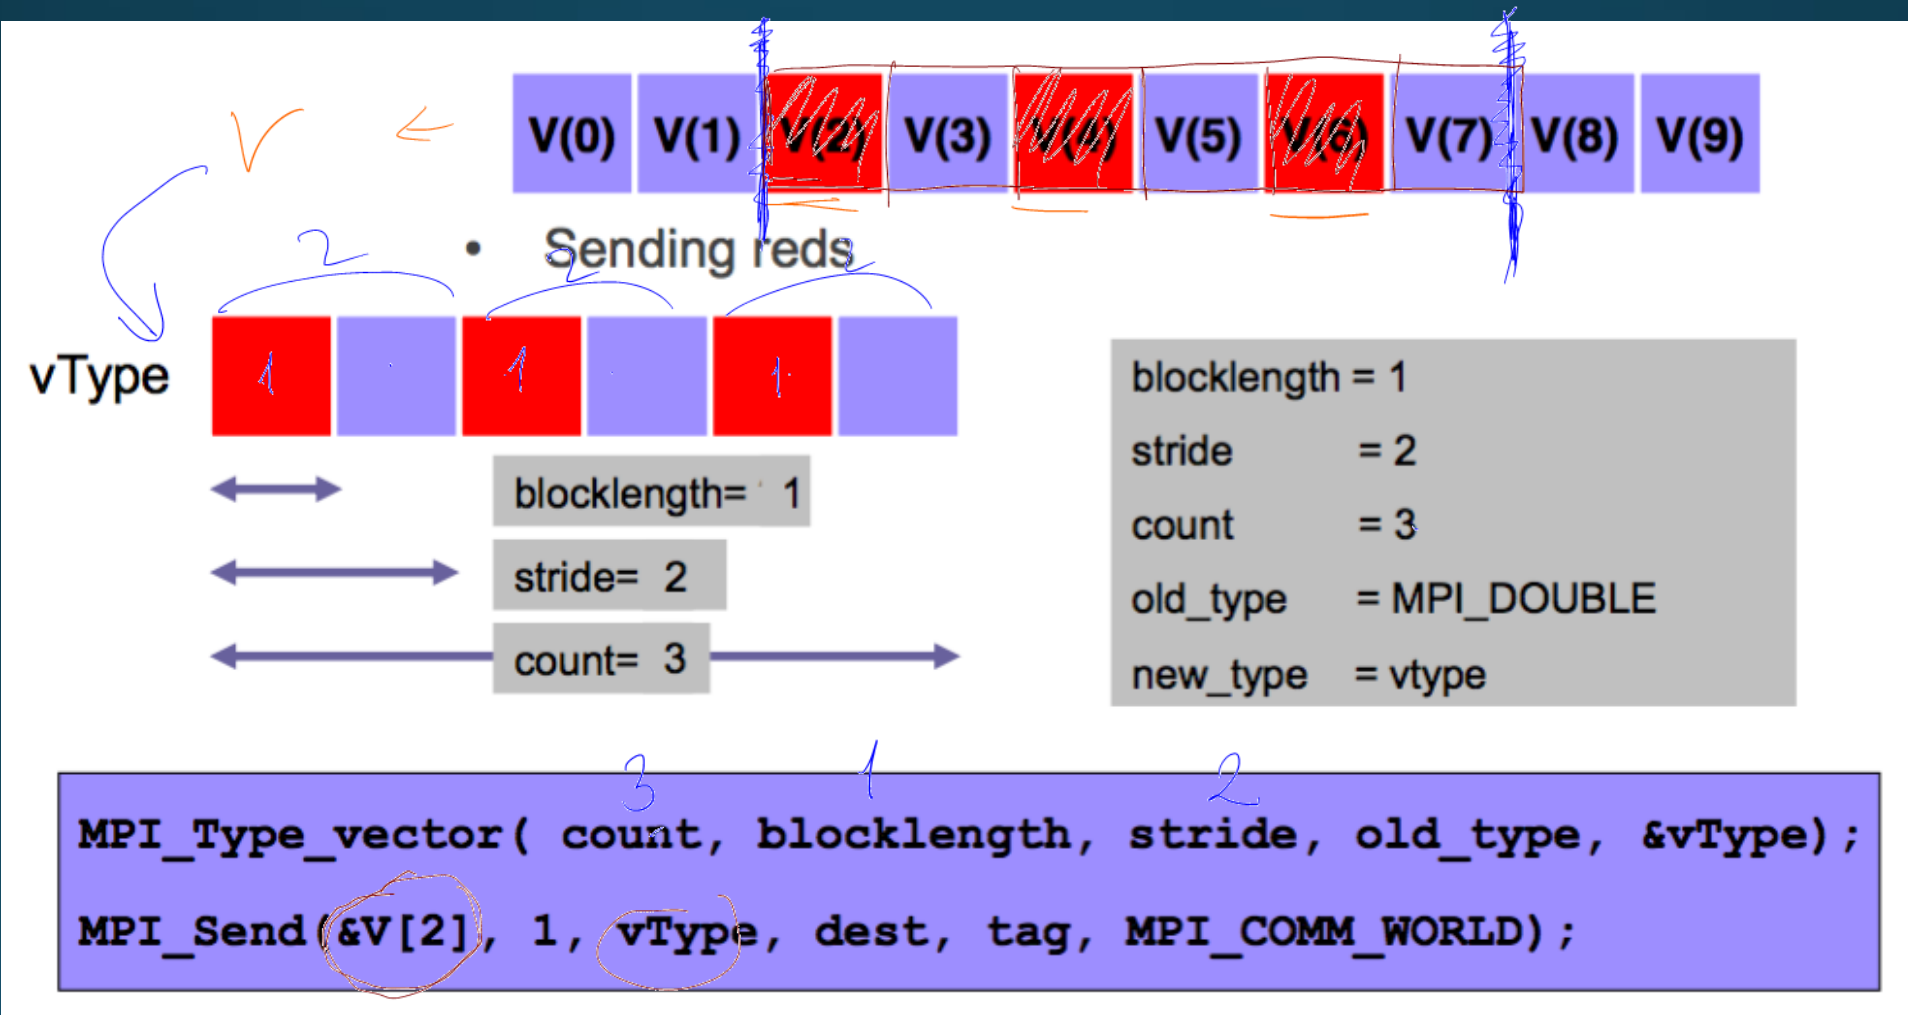 V ← V(0) V(1) V(2) V(3) V(4) V(5) V(6) V(7) V(8) V(9)
• Sending reds
2 2 2
vType 1 1 1
blocklength= 1
stride= 2
count= 3
blocklength = 1
stride = 2
count = 3
old_type = MPI_DOUBLE
new_type = vtype
3 1 2
MPI_Type_vector( count, blocklength, stride, old_type, &vType);
MPI_Send(&V[2], 1, vType, dest, tag, MPI_COMM_WORLD);